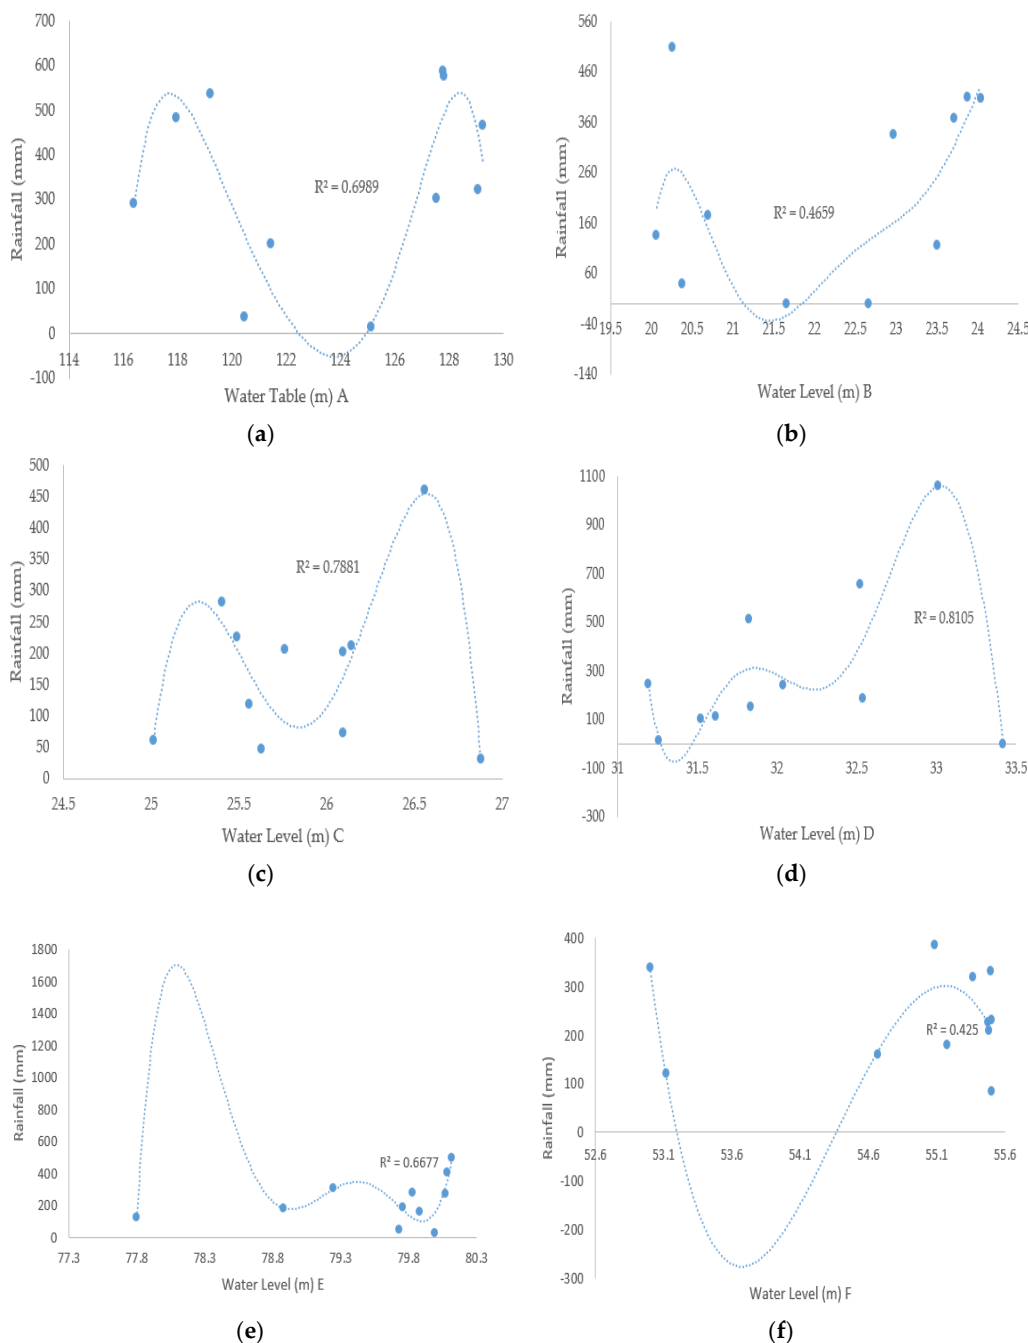 700
600
500
400
300
200
100
0
-100
Rainfall (mm)
R² = 0.6989
114 116 118 120 122 124 126 128 130
Water Table (m) A
(a)
560
460
360
260
160
60
-40
-140
Rainfall (mm)
R² = 0.4659
19.5 20 20.5 21 21.5 22 22.5 23 23.5 24 24.5
Water Level (m) B
(b)
500
450
400
350
300
250
200
150
100
50
0
Rainfall (mm)
R² = 0.7881
24.5 25 25.5 26 26.5 27
Water Level (m) C
(c)
1100
900
700
500
300
100
-100
-300
Rainfall (mm)
R² = 0.8105
31 31.5 32 32.5 33 33.5
Water Level (m) D
(d)
1800
1600
1400
1200
1000
800
600
400
200
0
Rainfall (mm)
R² = 0.6677
77.3 77.8 78.3 78.8 79.3 79.8 80.3
Water Level (m) E
(e)
400
300
200
100
0
-100
-200
-300
Rainfall (mm)
R² = 0.425
52.6 53.1 53.6 54.1 54.6 55.1 55.6
Water Level (m) F
(f)